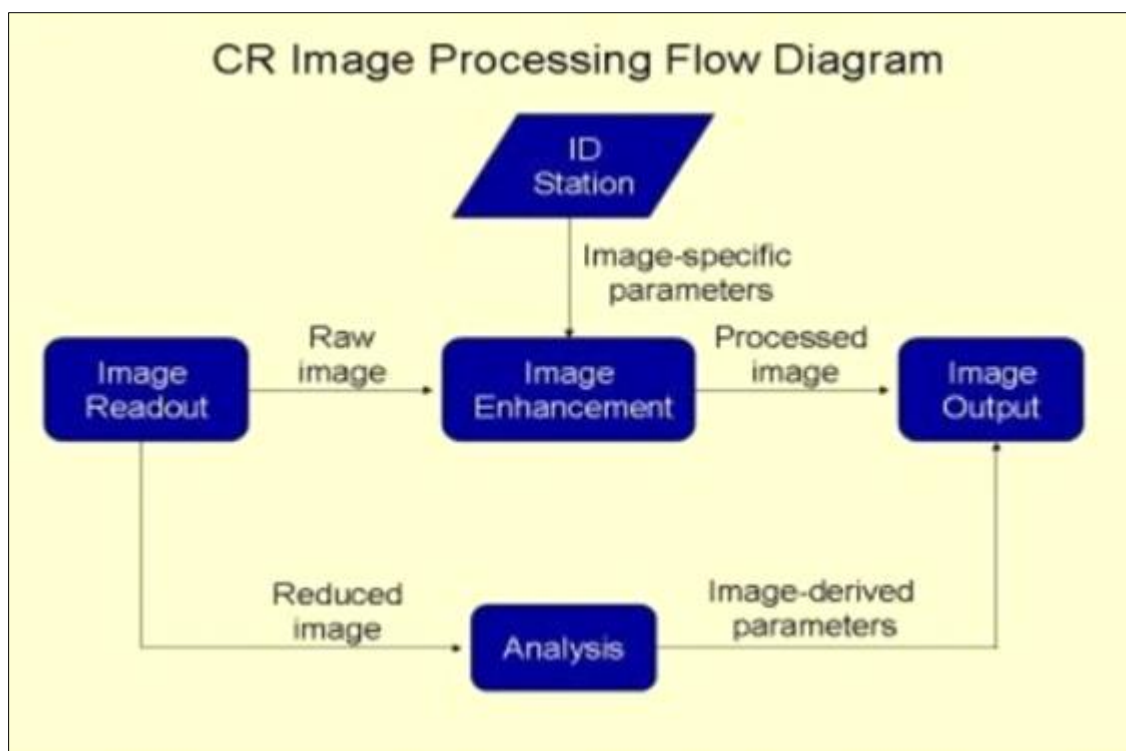 CR Image Processing Flow Diagram
ID
Station
Image-specific
parameters
Raw
image
Processed
image
Image
Readout
Image
Enhancement
Image
Output
Reduced
image
Image-derived
parameters
Analysis